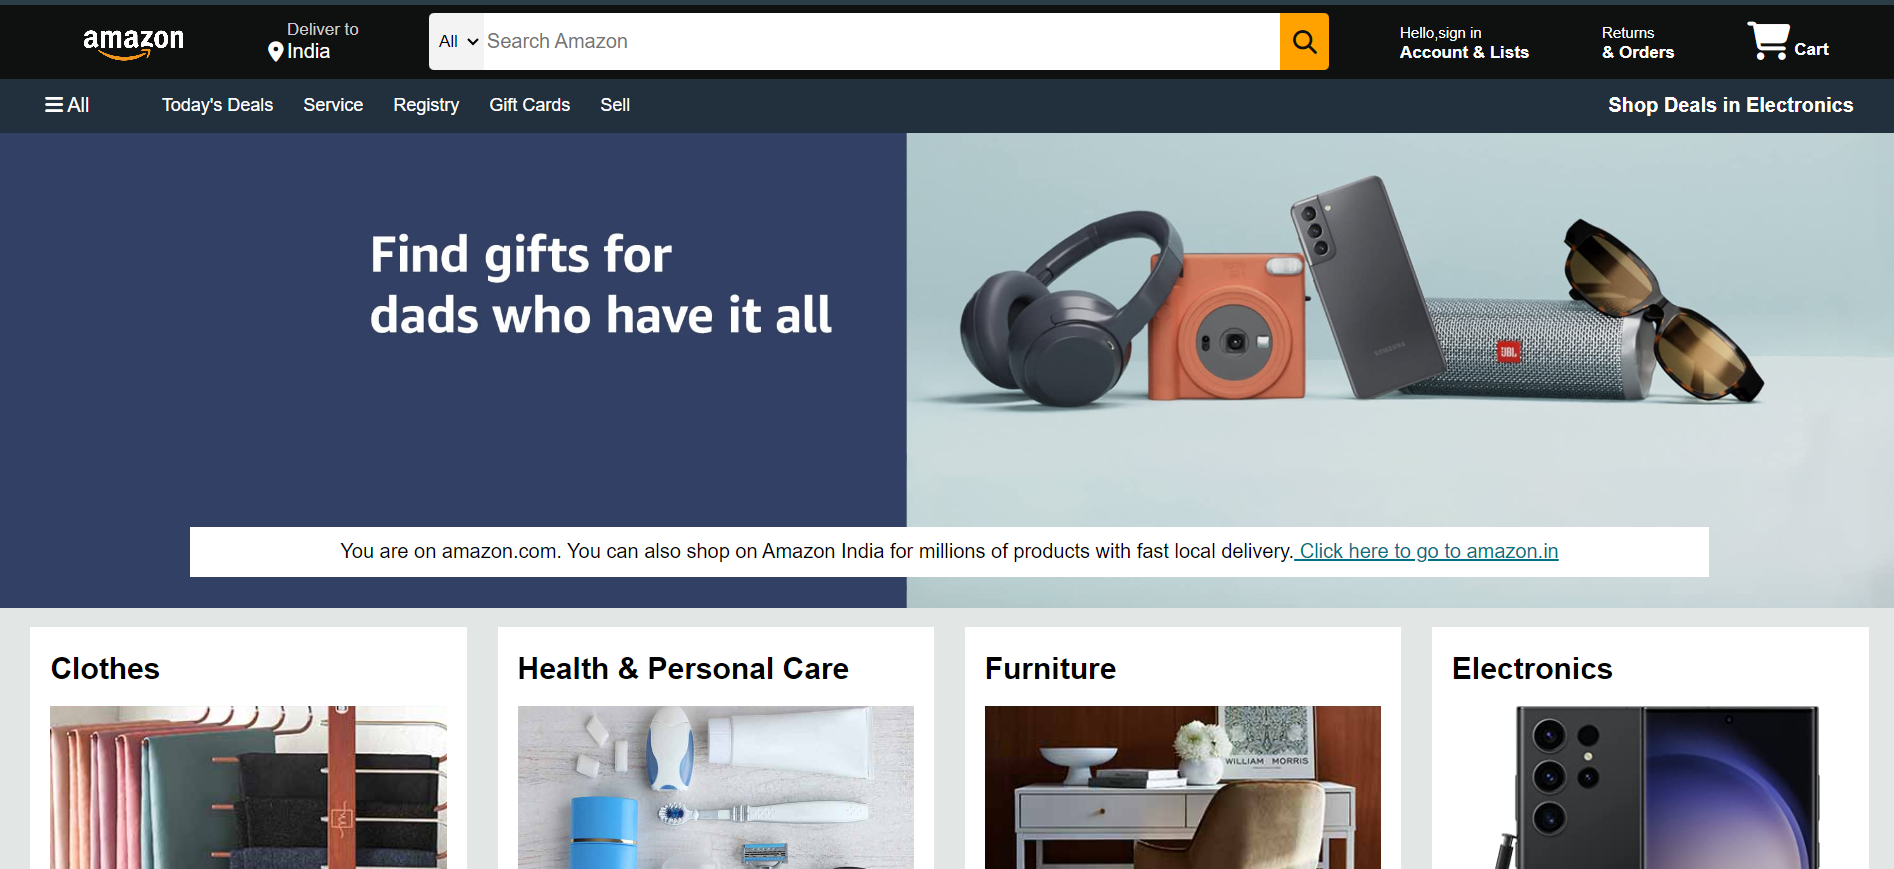 amazon
Deliver to
India
All
Search Amazon
Hello,sign in
Account & Lists
Returns
& Orders
Cart
All
Today's Deals
Service
Registry
Gift Cards
Sell
Shop Deals in Electronics
Find gifts for
dads who have it all
SAMSUNG
JBL
You are on amazon.com. You can also shop on Amazon India for millions of products with fast local delivery. Click here to go to amazon.in
Clothes
Health & Personal Care
Furniture
Electronics
WILLIAM MORRIS